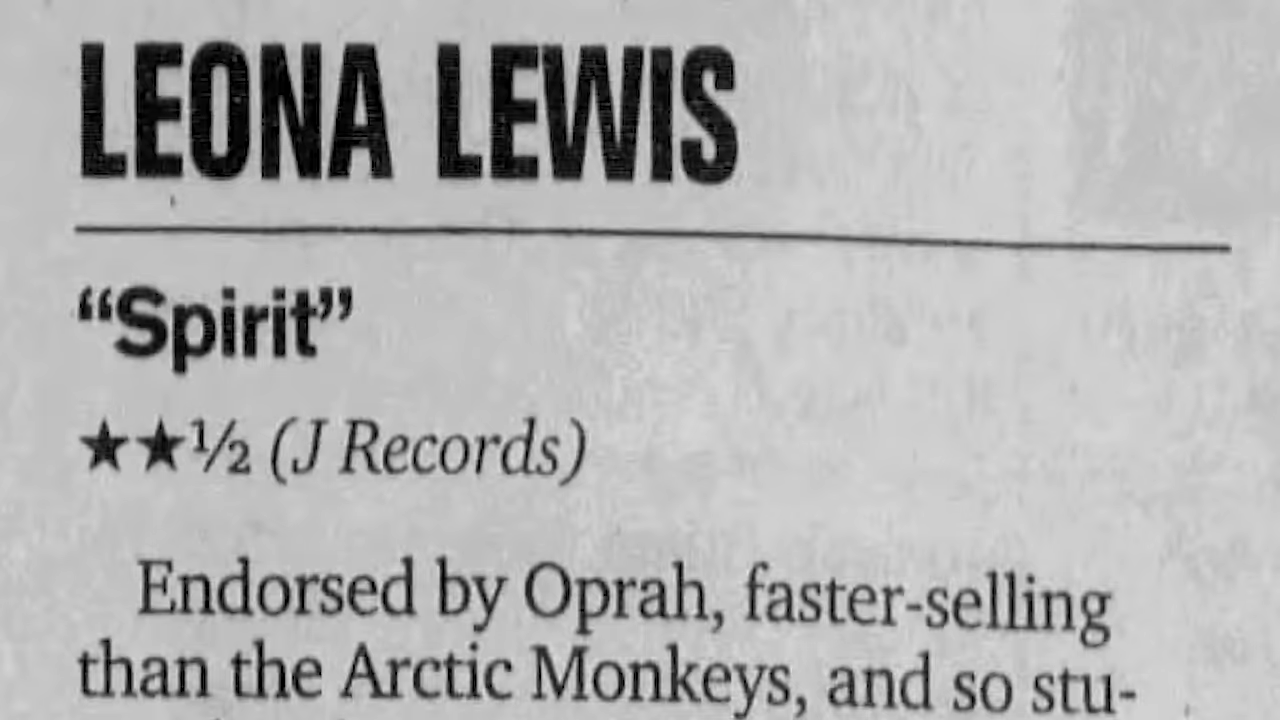 LEONA LEWIS
“Spirit”
★★½ (J Records)
Endorsed by Oprah, faster-selling
than the Arctic Monkeys, and so stu-